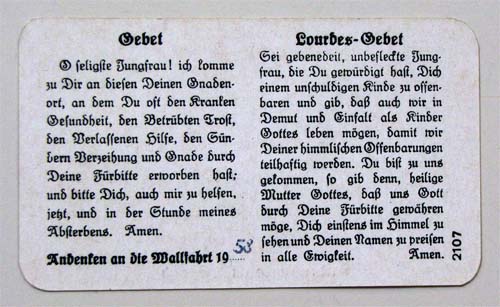 Gebet
O seligste Jungfrau! ich komme
zu Dir an diesen Deinen Gnaden-
ort, an dem Du oft den Kranken
Gesundheit, den Betrübten Trost,
den Verlassenen Hilfe, den Sün-
dern Verzeihung und Gnade durch
Deine Fürbitte erworben hast;
und bitte Dich, auch mir zu helfen,
jetzt, und in der Stunde meines
Absterbens. Amen.
Andenken an die Wallfahrt 19 58
Lourdes-Gebet
Sei gebenedeit, unbefleckte Jung-
frau, die Du gewürdigt hast, Dich
einem unschuldigen Kinde zu offen-
baren und gib, daß auch wir in
Demut und Einfalt als Kinder
Gottes leben mögen, damit wir
Deiner himmlischen Offenbarungen
teilhaftig werden. Du bist zu uns
gekommen, so gib denn, heilige
Mutter Gottes, daß uns Gott
durch Deine Fürbitte gewähren
möge, Dich einstens im Himmel zu
sehen und Deinen Namen zu preisen
in alle Ewigkeit. Amen.
2107